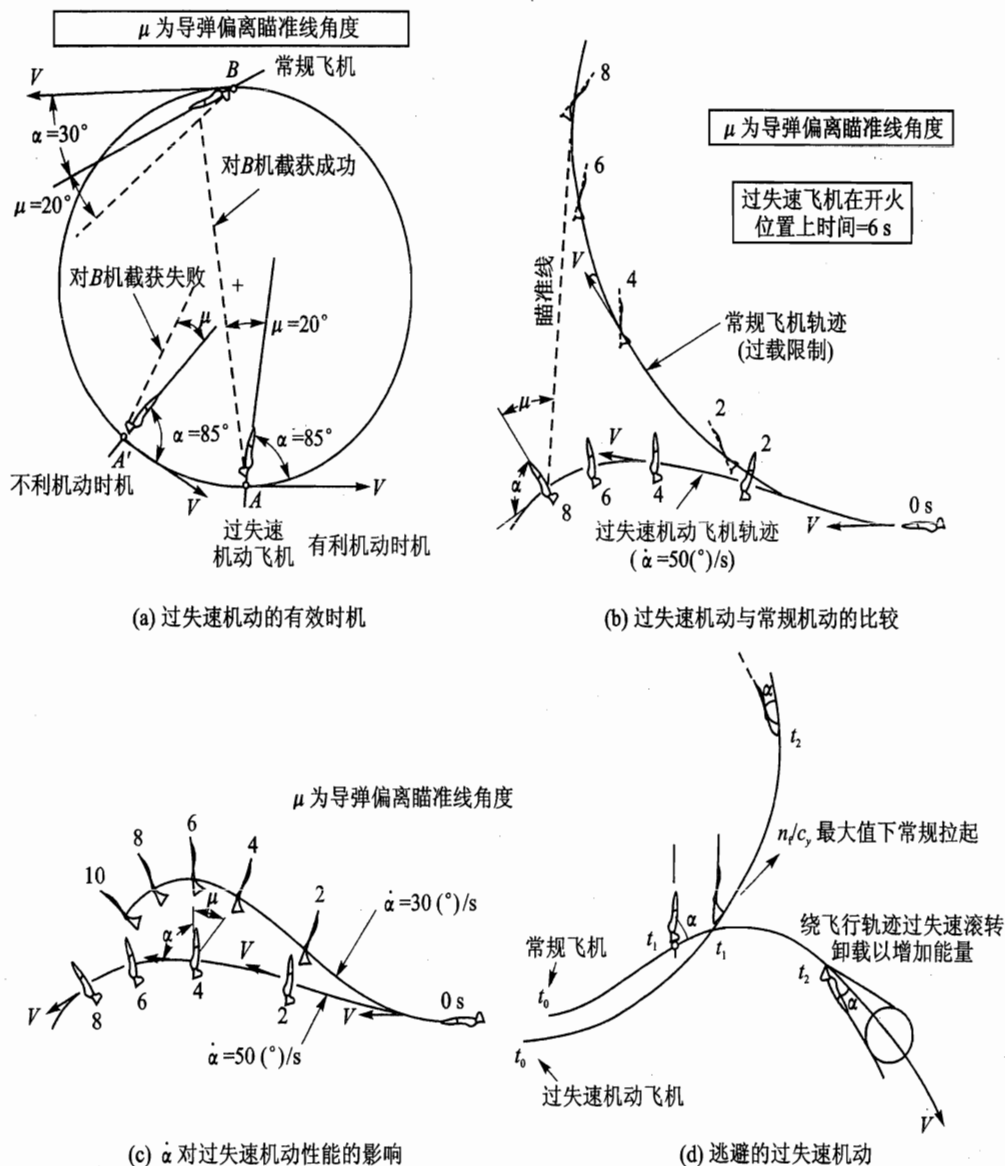 μ为导弹偏离瞄准线角度
V
B
常规飞机
α=30°
μ=20°
对B机截获成功
对B机截获失败
μ
+
μ=20°
α=85°
α=85°
A'
不利机动时机
V
A
V
过失速
机动飞机
有利机动时机
(a) 过失速机动的有效时机
8
μ为导弹偏离瞄准线角度
6
过失速飞机在开火
位置上时间=6 s
V
4
瞄准线
常规飞机轨迹
(过载限制)
μ
2
V
2
α
8
6
4
0 s
V
过失速机动飞机轨迹
(α̇=50(°)/s)
(b) 过失速机动与常规机动的比较
μ为导弹偏离瞄准线角度
6
8
4
10
2
μ
α̇=30(°)/s
α
V
V
8
6
4
2
V
0 s
α̇=50(°)/s
(c) α̇对过失速机动性能的影响
α
t₂
nf/cy 最大值下常规拉起
α
t₁
t₁
常规飞机
绕飞行轨迹过失速滚转
卸载以增加能量
t₂
α
t₀
t₀
过失速机动飞机
V
(d) 逃避的过失速机动